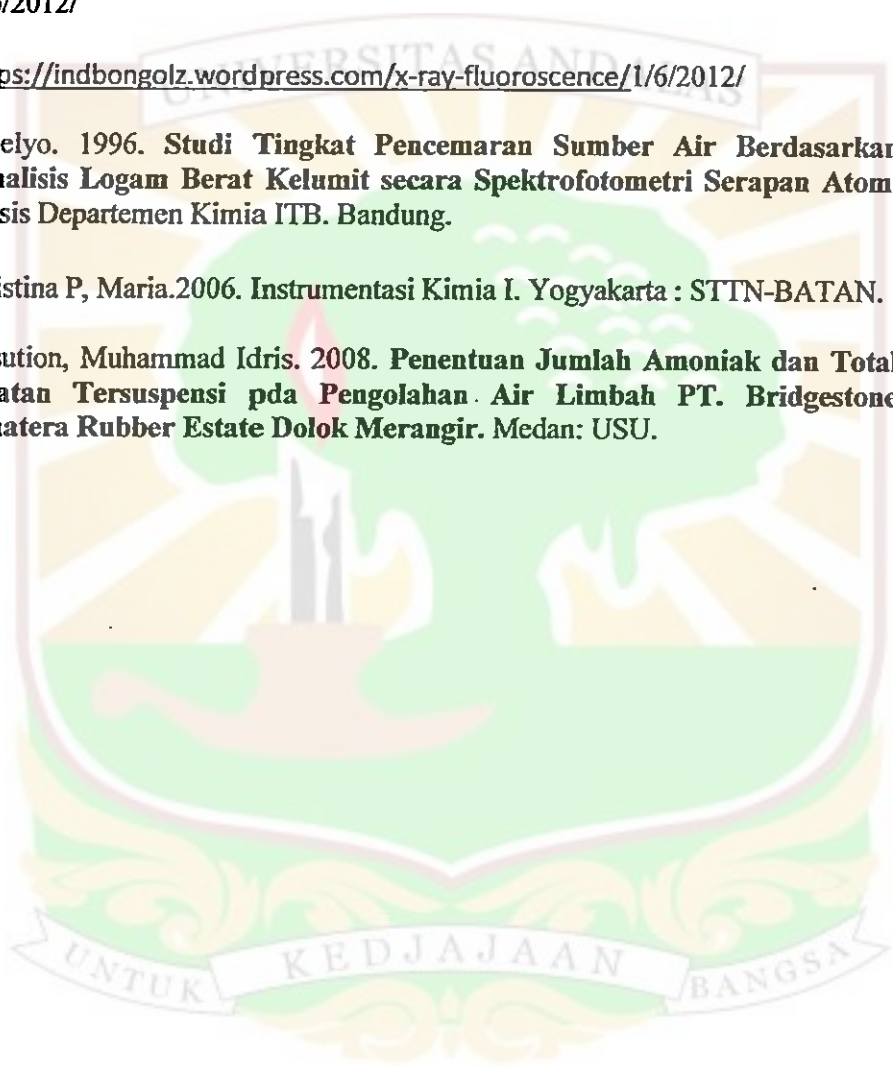 /2012/
ps://indbongolz.wordpress.com/x-ray-fluoroscence/1/6/2012/
UNIVERSITAS ANDALAS
elyo. 1996. Studi Tingkat Pencemaran Sumber Air Berdasarkan
alisis Logam Berat Kelumit secara Spektrofotometri Serapan Atom
sis Departemen Kimia ITB. Bandung.
istina P, Maria.2006. Instrumentasi Kimia I. Yogyakarta : STTN-BATAN.
sution, Muhammad Idris. 2008. Penentuan Jumlah Amoniak dan Total
atan Tersuspensi pda Pengolahan Air Limbah PT. Bridgestone
atera Rubber Estate Dolok Merangir. Medan: USU.
UNTUK KEDJAJAAN BANGSA